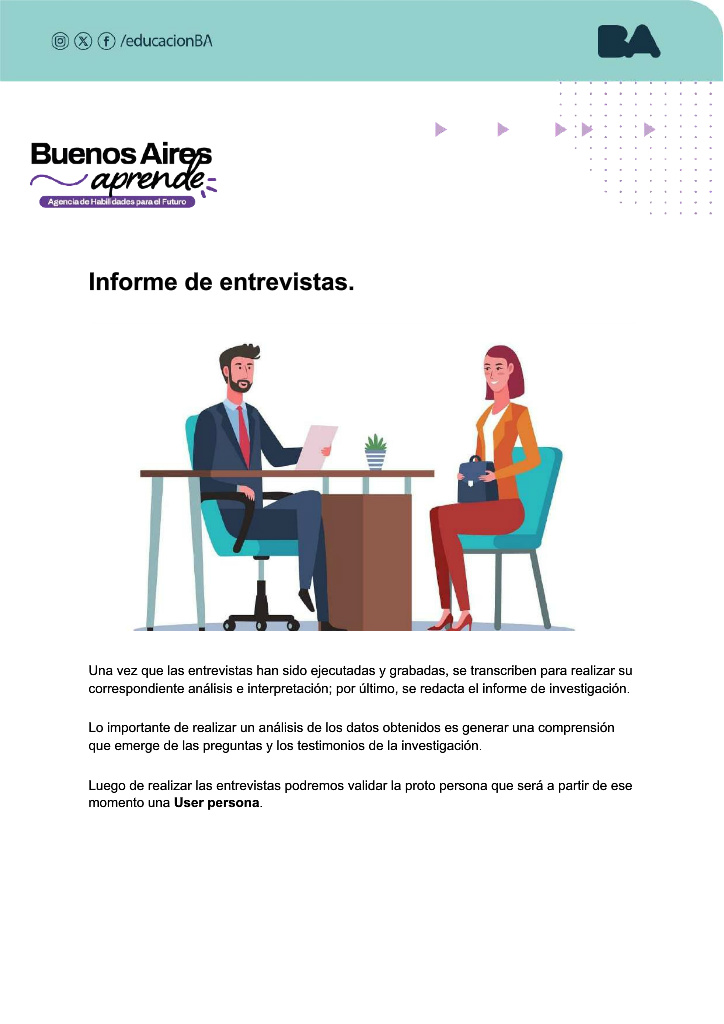 /educacionBA
BA
Buenos Aires
aprende
Agencia de Habilidades para el Futuro
Informe de entrevistas.
Una vez que las entrevistas han sido ejecutadas y grabadas, se transcriben para realizar su
correspondiente análisis e interpretación; por último, se redacta el informe de investigación.
Lo importante de realizar un análisis de los datos obtenidos es generar una comprensión
que emerge de las preguntas y los testimonios de la investigación.
Luego de realizar las entrevistas podremos validar la proto persona que será a partir de ese
momento una User persona.